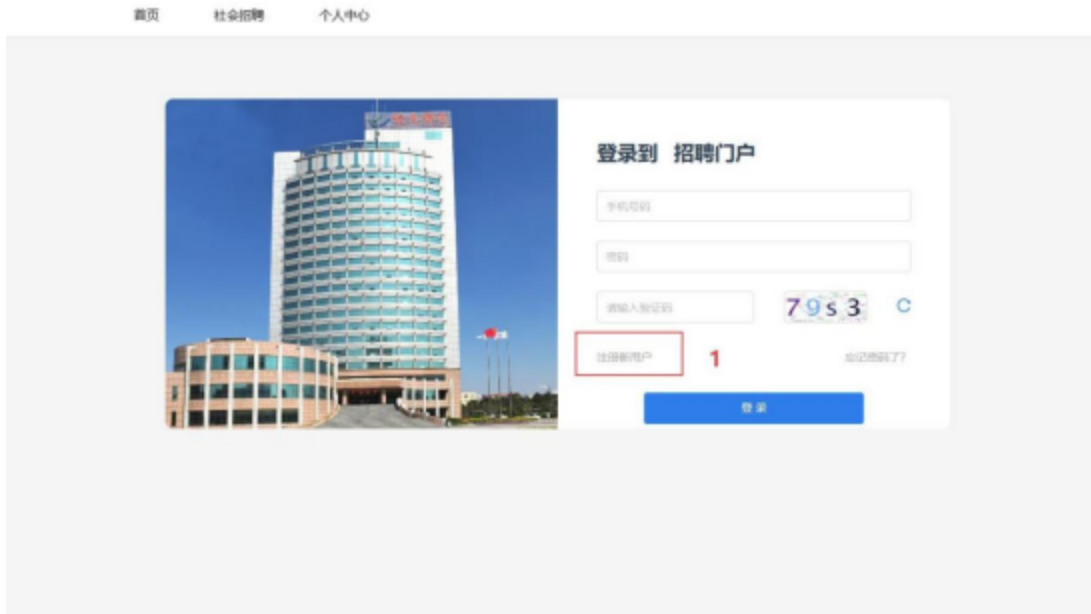 首页 社会招聘 个人中心
登录到 招聘门户
手机号码
密码
请输入验证码 79s3
注册新用户 1 忘记密码了?
登录